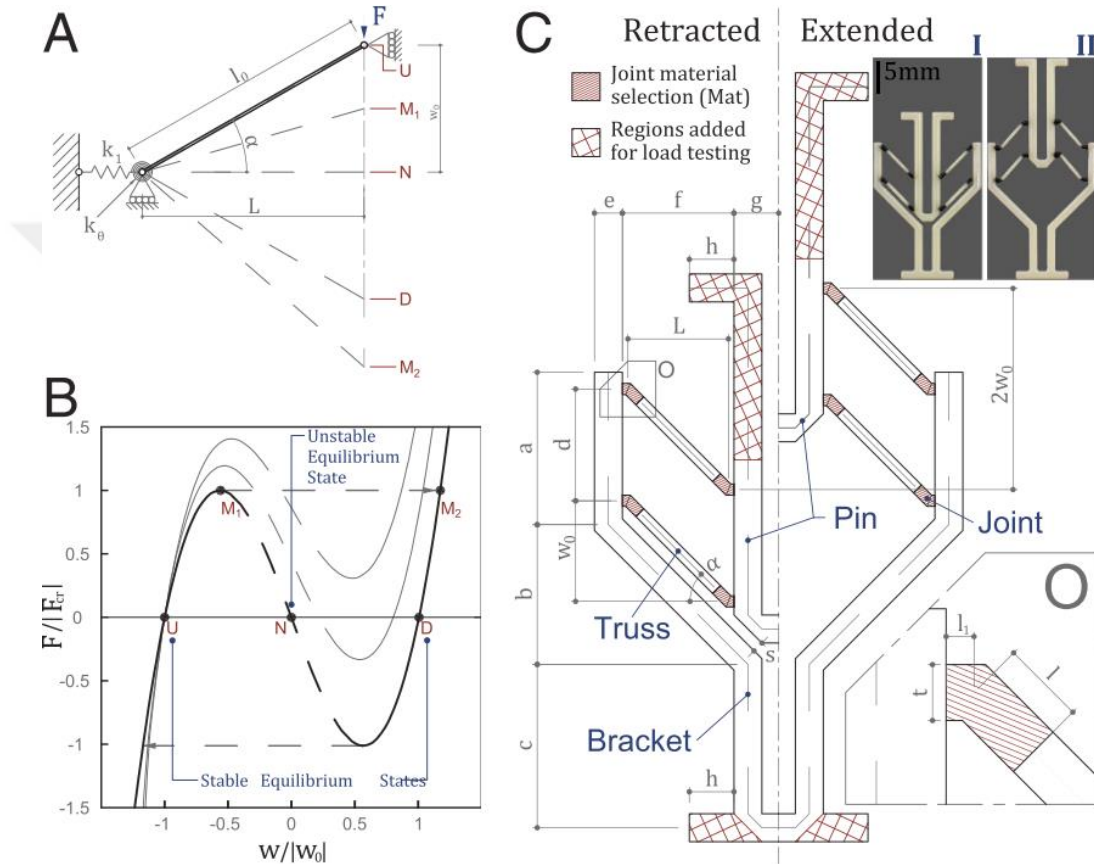 A
F
U
l₀
w₀
M₁
α
k₁
N
L
kθ
D
M₂
B
1.5
1
0.5
0
-0.5
-1
-1.5
F/|F_cr|
Unstable
Equilibrium
State
M₁
M₂
U
N
D
Stable Equilibrium States
-1
-0.5
0
0.5
1
w/|w₀|
C
Retracted
Extended
Joint material
selection (Mat)
Regions added
for load testing
I
II
5mm
e
f
g
h
L
O
a
d
2w₀
Pin
Joint
w₀
α
b
Truss
s
Bracket
c
h
O
l₁
l
t